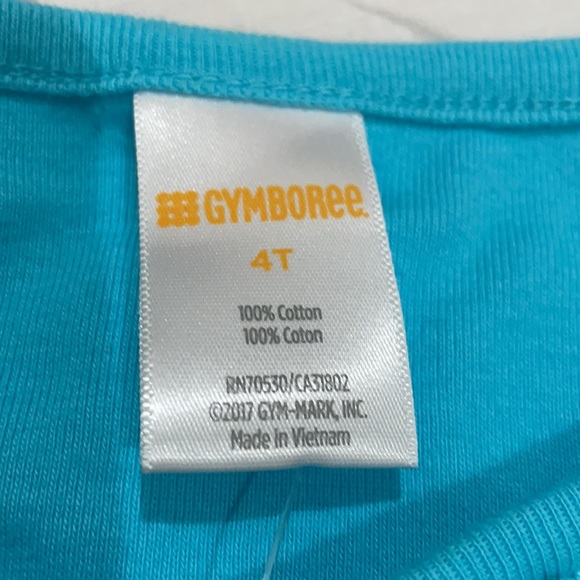 GYMBORee.
4T
100% Cotton
100% Coton
RN70530/CA31802
©2017 GYM-MARK, INC.
Made in Vietnam